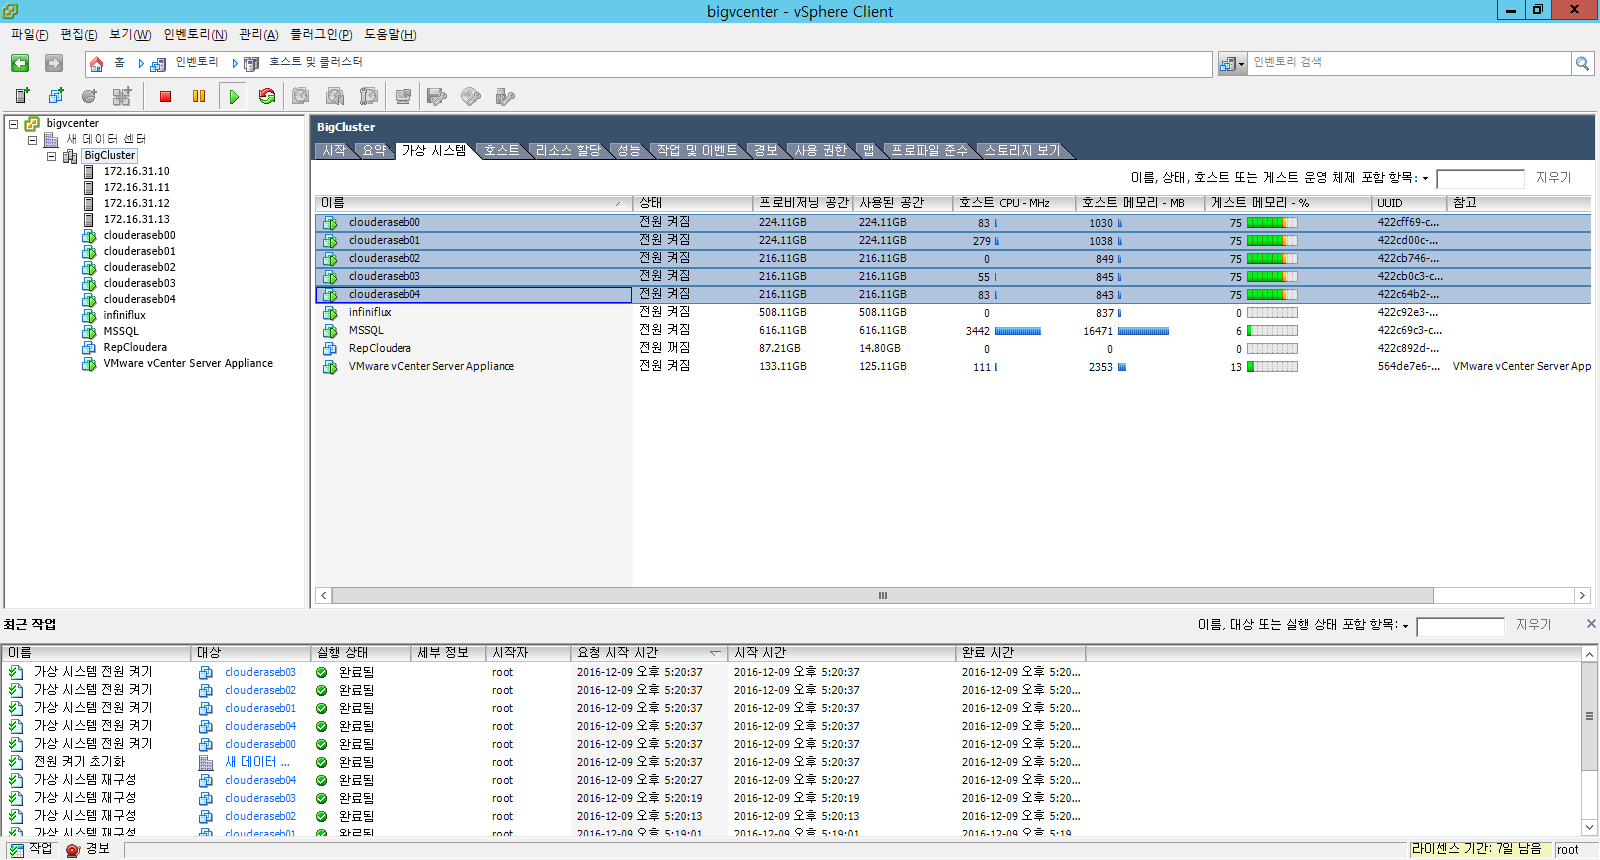 bigvcenter - vSphere Client
파일(F) 편집(E) 보기(W) 인벤토리(N) 관리(A) 플러그인(P) 도움말(H)
홈 인벤토리 호스트 및 클러스터 인벤토리 검색
bigvcenter
새 데이터 센터
BigCluster
172.16.31.10
172.16.31.11
172.16.31.12
172.16.31.13
clouderaseb00
clouderaseb01
clouderaseb02
clouderaseb03
clouderaseb04
infiniflux
MSSQL
RepCloudera
VMware vCenter Server Appliance
BigCluster
시작 요약 가상 시스템 호스트 리소스 할당 성능 작업 및 이벤트 경보 사용 권한 맵 프로파일 준수 스토리지 보기
이름, 상태, 호스트 또는 게스트 운영 체제 포함 항목: 지우기
이름 상태 프로비저닝 공간 사용된 공간 호스트 CPU - MHz 호스트 메모리 - MB 게스트 메모리 - % UUID 참고
clouderaseb00 전원 켜짐 224.11GB 224.11GB 83 1030 75 422cff69-c...
clouderaseb01 전원 켜짐 224.11GB 224.11GB 279 1038 75 422cd00c-...
clouderaseb02 전원 켜짐 216.11GB 216.11GB 0 849 75 422cb746-...
clouderaseb03 전원 켜짐 216.11GB 216.11GB 55 845 75 422cb0c3-c...
clouderaseb04 전원 켜짐 216.11GB 216.11GB 83 843 75 422c64b2-...
infiniflux 전원 켜짐 508.11GB 508.11GB 0 837 0 422c92e3-...
MSSQL 전원 켜짐 616.11GB 616.11GB 3442 16471 6 422c69c3-c...
RepCloudera 전원 꺼짐 87.21GB 14.80GB 0 0 0 422c892d-...
VMware vCenter Server Appliance 전원 켜짐 133.11GB 125.11GB 111 2353 13 564de7e6-... VMware vCenter Server App
최근 작업 이름, 대상 또는 실행 상태 포함 항목: 지우기
이름 대상 실행 상태 세부 정보 시작자 요청 시작 시간 시작 시간 완료 시간
가상 시스템 전원 켜기 clouderaseb03 완료됨 root 2016-12-09 오후 5:20:37 2016-12-09 오후 5:20:37 2016-12-09 오후 5:20...
가상 시스템 전원 켜기 clouderaseb02 완료됨 root 2016-12-09 오후 5:20:37 2016-12-09 오후 5:20:37 2016-12-09 오후 5:20...
가상 시스템 전원 켜기 clouderaseb01 완료됨 root 2016-12-09 오후 5:20:37 2016-12-09 오후 5:20:37 2016-12-09 오후 5:20...
가상 시스템 전원 켜기 clouderaseb04 완료됨 root 2016-12-09 오후 5:20:37 2016-12-09 오후 5:20:37 2016-12-09 오후 5:20...
가상 시스템 전원 켜기 clouderaseb00 완료됨 root 2016-12-09 오후 5:20:37 2016-12-09 오후 5:20:37 2016-12-09 오후 5:20...
전원 켜기 초기화 새 데이터 ... 완료됨 root 2016-12-09 오후 5:20:37 2016-12-09 오후 5:20:37 2016-12-09 오후 5:20...
가상 시스템 재구성 clouderaseb04 완료됨 root 2016-12-09 오후 5:20:27 2016-12-09 오후 5:20:27 2016-12-09 오후 5:20...
가상 시스템 재구성 clouderaseb03 완료됨 root 2016-12-09 오후 5:20:19 2016-12-09 오후 5:20:19 2016-12-09 오후 5:20...
가상 시스템 재구성 clouderaseb02 완료됨 root 2016-12-09 오후 5:20:13 2016-12-09 오후 5:20:13 2016-12-09 오후 5:20...
가상 시스템 재구성 clouderaseb01 완료됨 root 2016-12-09 오후 5:19:01 2016-12-09 오후 5:19:01 2016-12-09 오후 5:19
작업 경보 라이센스 기간: 7일 남음 root